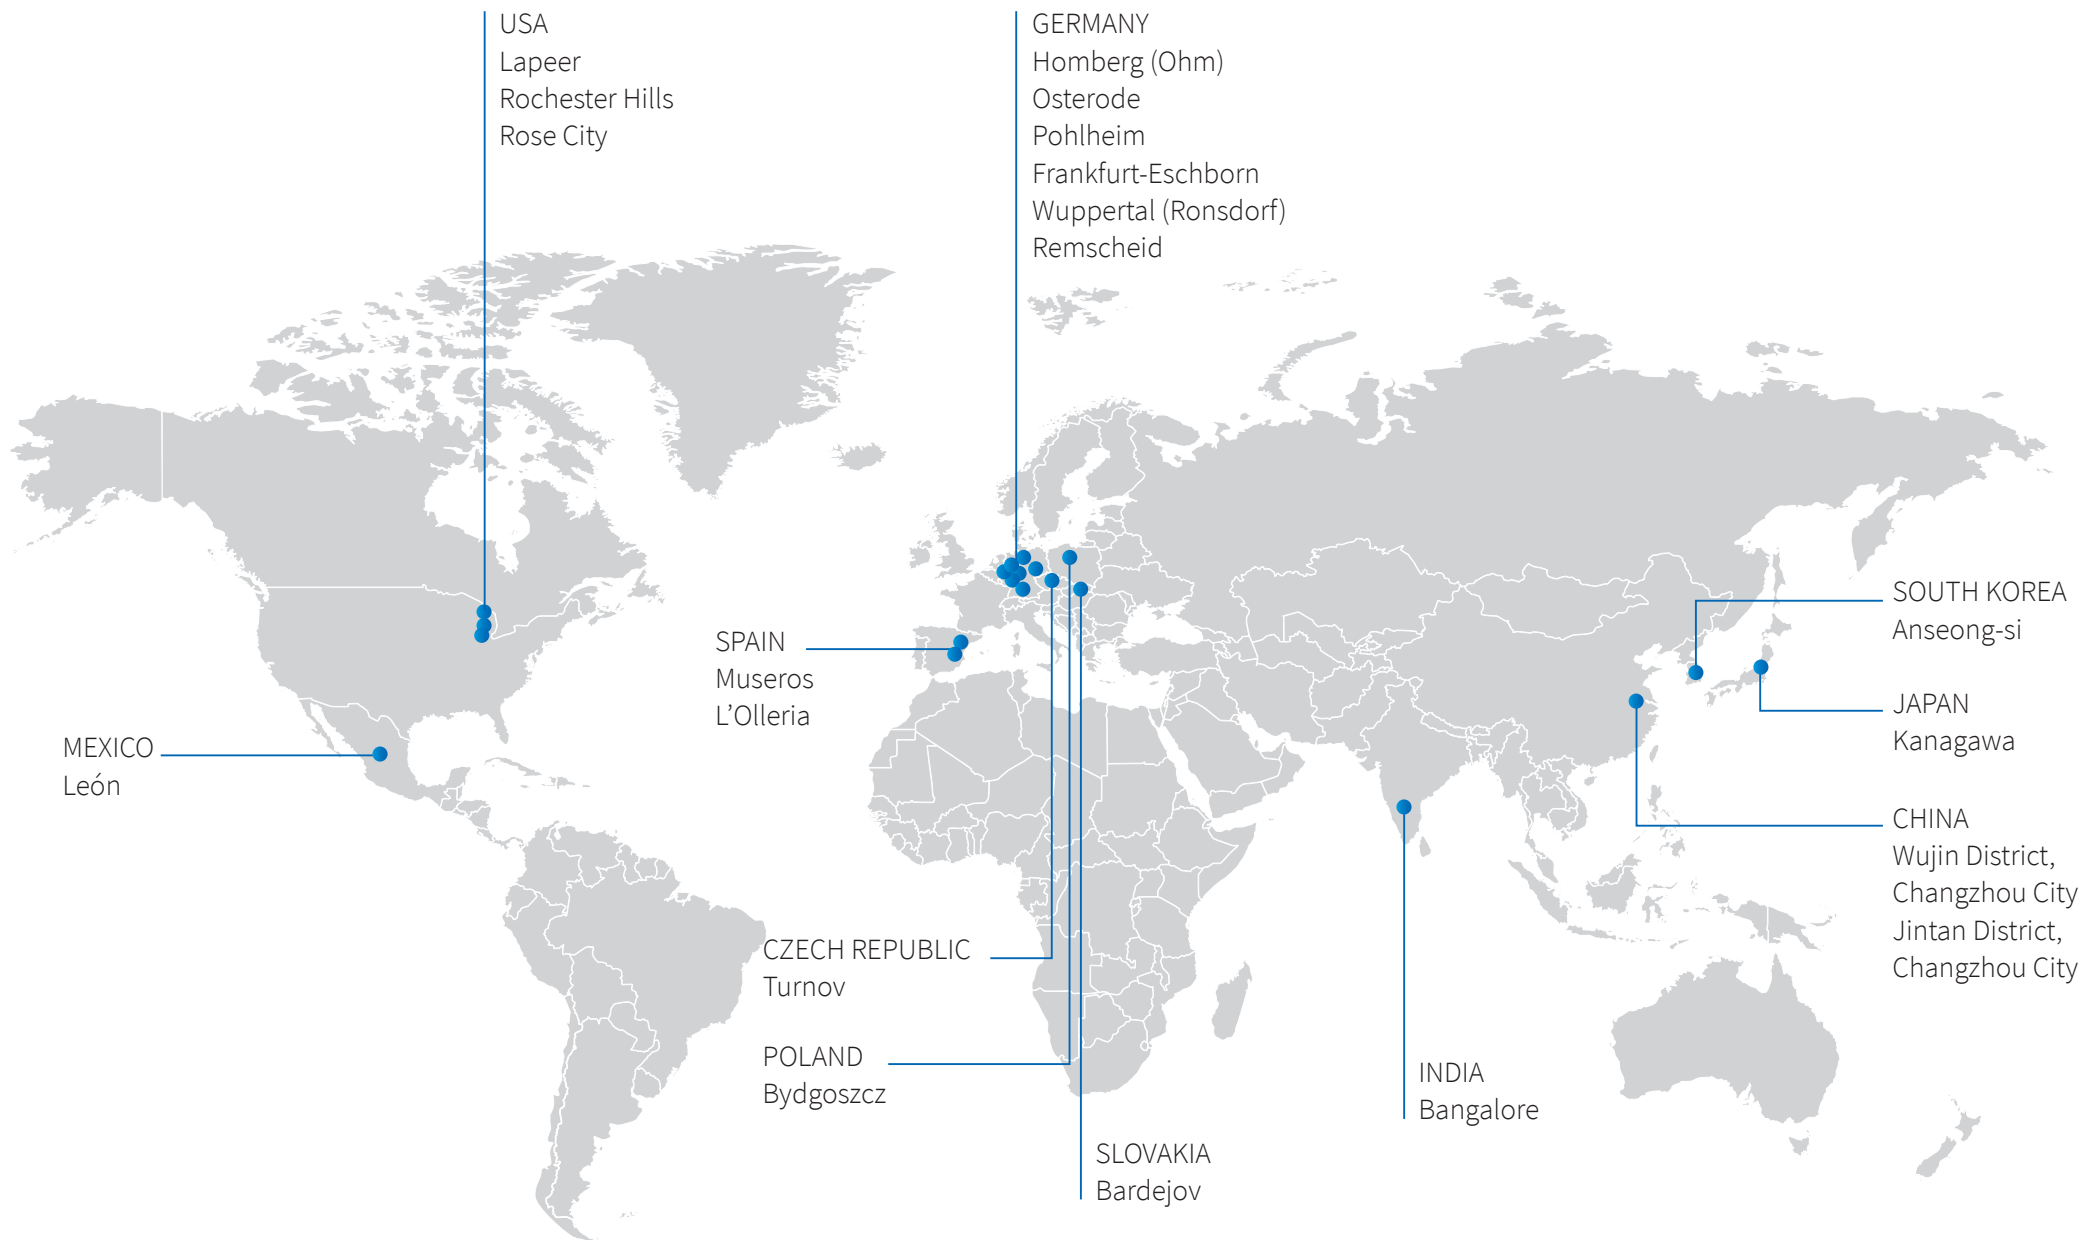 USA
Lapeer
Rochester Hills
Rose City
GERMANY
Homberg (Ohm)
Osterode
Pohlheim
Frankfurt-Eschborn
Wuppertal (Ronsdorf)
Remscheid
SPAIN
Museros
L’Olleria
MEXICO
León
SOUTH KOREA
Anseong-si
JAPAN
Kanagawa
CHINA
Wujin District,
Changzhou City
Jintan District,
Changzhou City
CZECH REPUBLIC
Turnov
POLAND
Bydgoszcz
INDIA
Bangalore
SLOVAKIA
Bardejov